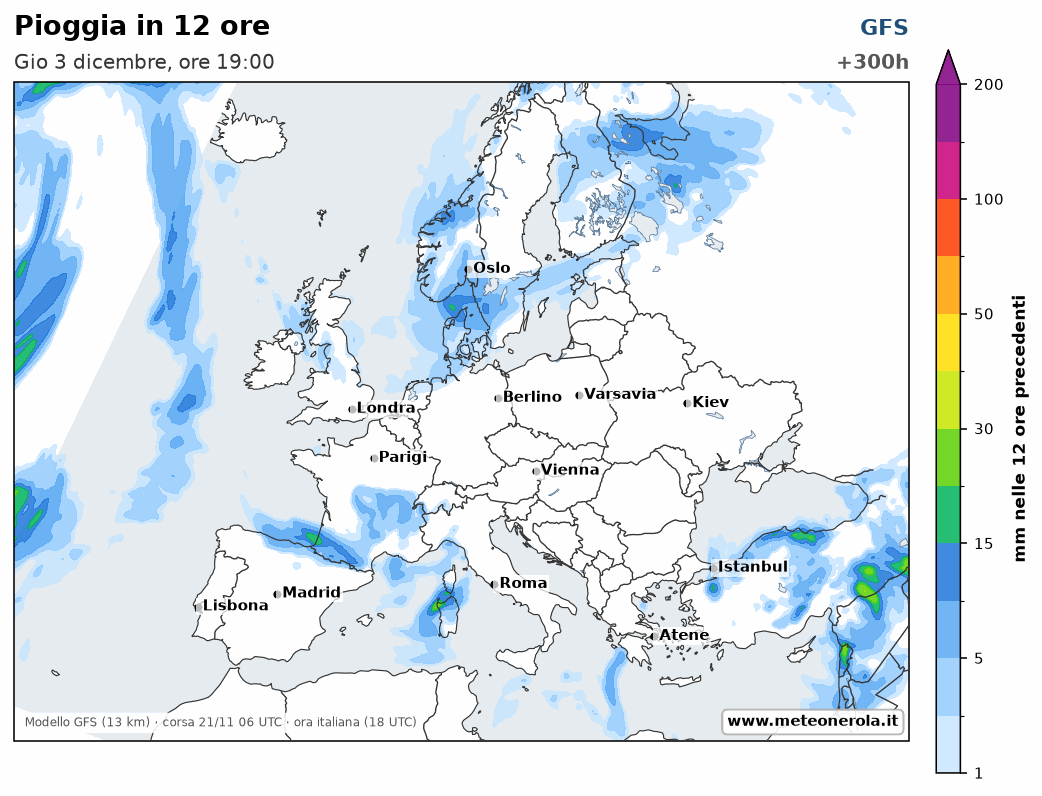 Pioggia in 12 ore
GFS
Gio 3 dicembre, ore 19:00
+300h
200
100
50
30
15
5
1
mm nelle 12 ore precedenti
Oslo
Berlino
Varsavia
Kiev
Londra
Parigi
Vienna
Istanbul
Roma
Madrid
Lisbona
Atene
Modello GFS (13 km) · corsa 21/11 06 UTC · ora italiana (18 UTC)
www.meteonerola.it